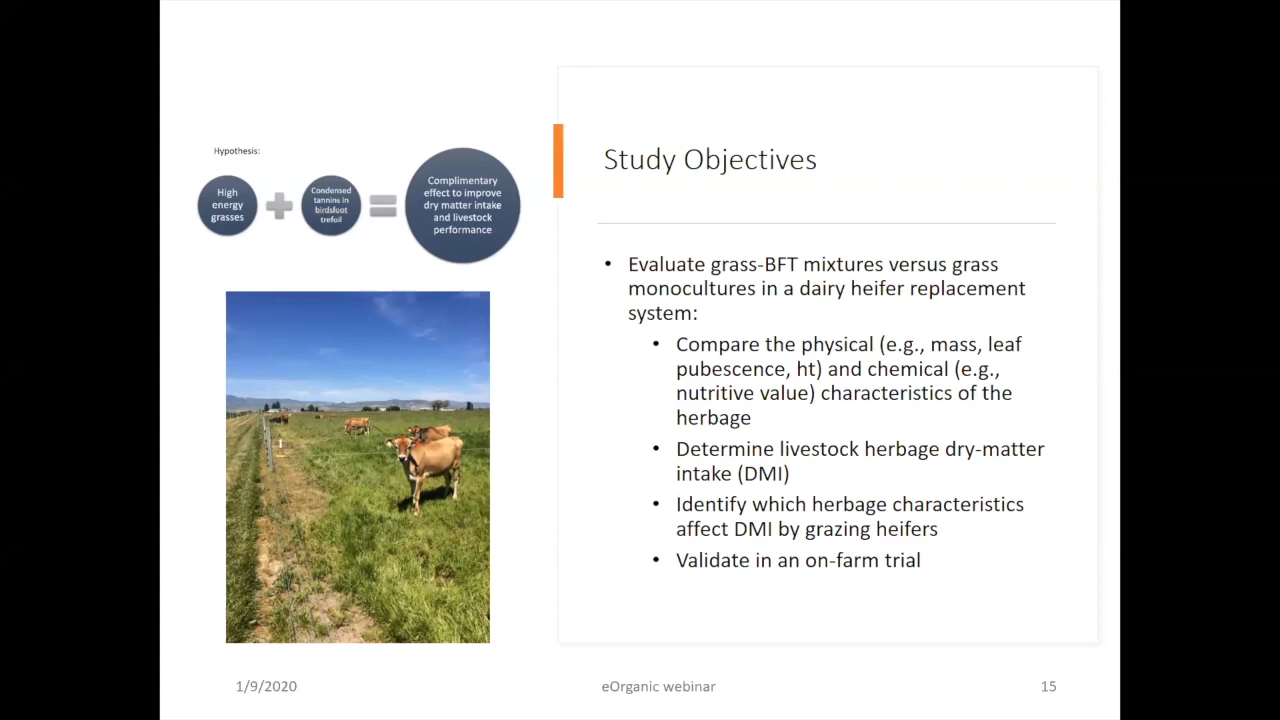 Hypothesis:
High
energy
grasses
Condensed
tannins in
birdsfoot
trefoil
Complimentary
effect to improve
dry matter intake
and livestock
performance
Study Objectives
• Evaluate grass-BFT mixtures versus grass
monocultures in a dairy heifer replacement
system:
• Compare the physical (e.g., mass, leaf
pubescence, ht) and chemical (e.g.,
nutritive value) characteristics of the
herbage
• Determine livestock herbage dry-matter
intake (DMI)
• Identify which herbage characteristics
affect DMI by grazing heifers
• Validate in an on-farm trial
1/9/2020
eOrganic webinar
15